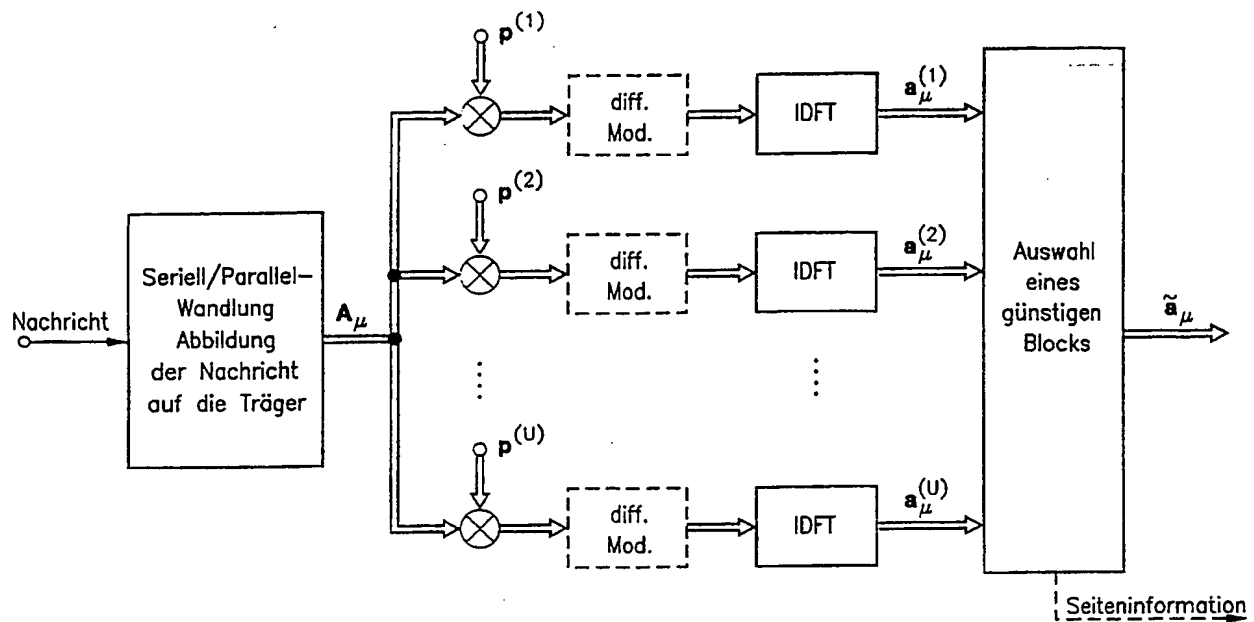 p^(1)
diff.
Mod.
IDFT
a_μ^(1)
p^(2)
diff.
Mod.
IDFT
a_μ^(2)
Nachricht
Seriell/Parallel-
Wandlung
Abbildung
der Nachricht
auf die Träger
A_μ
Auswahl
eines
günstigen
Blocks
ã_μ
p^(U)
diff.
Mod.
IDFT
a_μ^(U)
Seiteninformation